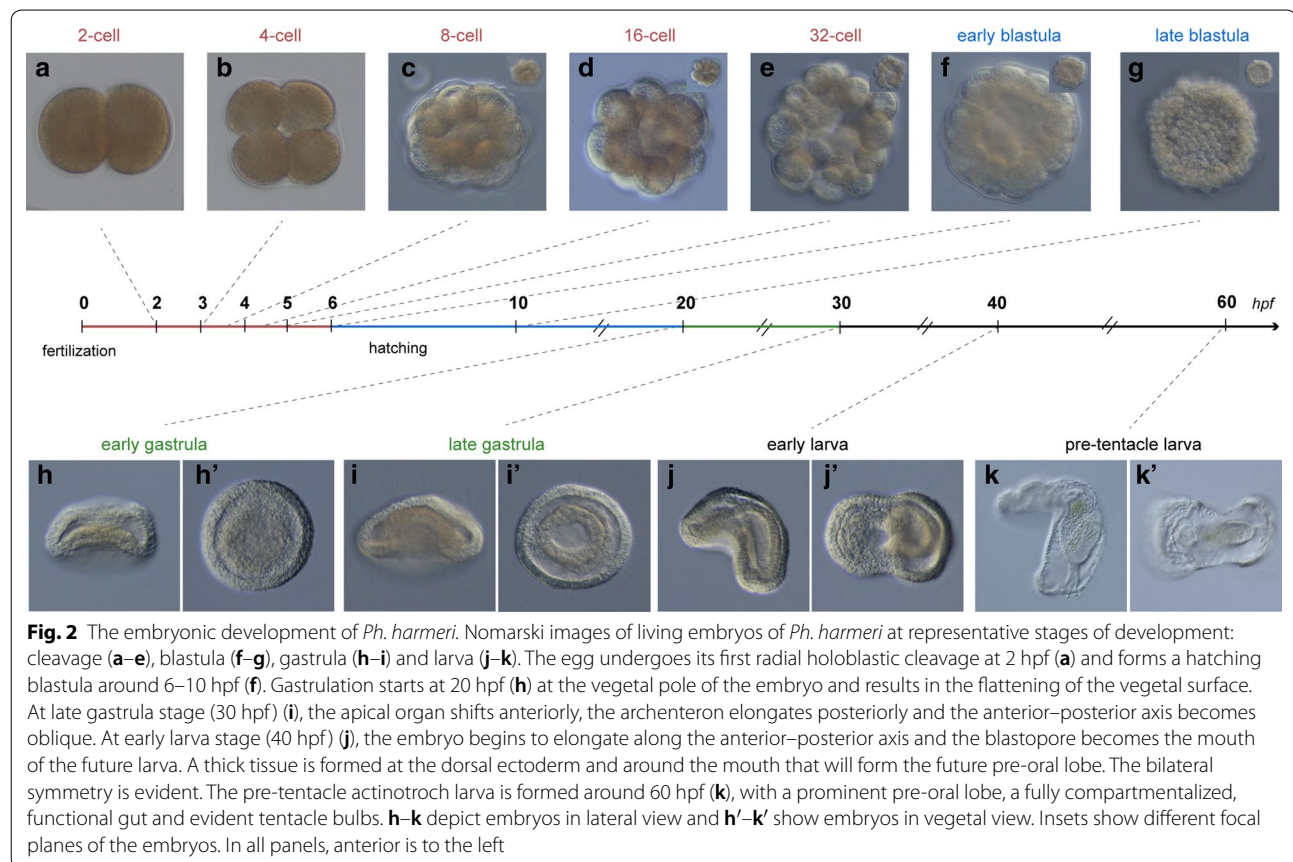 2-cell 4-cell 8-cell 16-cell 32-cell early blastula late blastula
a b c d e f g
0 2 3 4 5 6 10 20 30 40 60 hpf
fertilization hatching
early gastrula late gastrula early larva pre-tentacle larva
h h’ i i’ j j’ k k’
Fig. 2 The embryonic development of Ph. harmeri. Nomarski images of living embryos of Ph. harmeri at representative stages of development:
cleavage (a–e), blastula (f–g), gastrula (h–i) and larva (j–k). The egg undergoes its first radial holoblastic cleavage at 2 hpf (a) and forms a hatching
blastula around 6–10 hpf (f). Gastrulation starts at 20 hpf (h) at the vegetal pole of the embryo and results in the flattening of the vegetal surface.
At late gastrula stage (30 hpf) (i), the apical organ shifts anteriorly, the archenteron elongates posteriorly and the anterior–posterior axis becomes
oblique. At early larva stage (40 hpf) (j), the embryo begins to elongate along the anterior–posterior axis and the blastopore becomes the mouth
of the future larva. A thick tissue is formed at the dorsal ectoderm and around the mouth that will form the future pre-oral lobe. The bilateral
symmetry is evident. The pre-tentacle actinotroch larva is formed around 60 hpf (k), with a prominent pre-oral lobe, a fully compartmentalized,
functional gut and evident tentacle bulbs. h–k depict embryos in lateral view and h′–k′ show embryos in vegetal view. Insets show different focal
planes of the embryos. In all panels, anterior is to the left